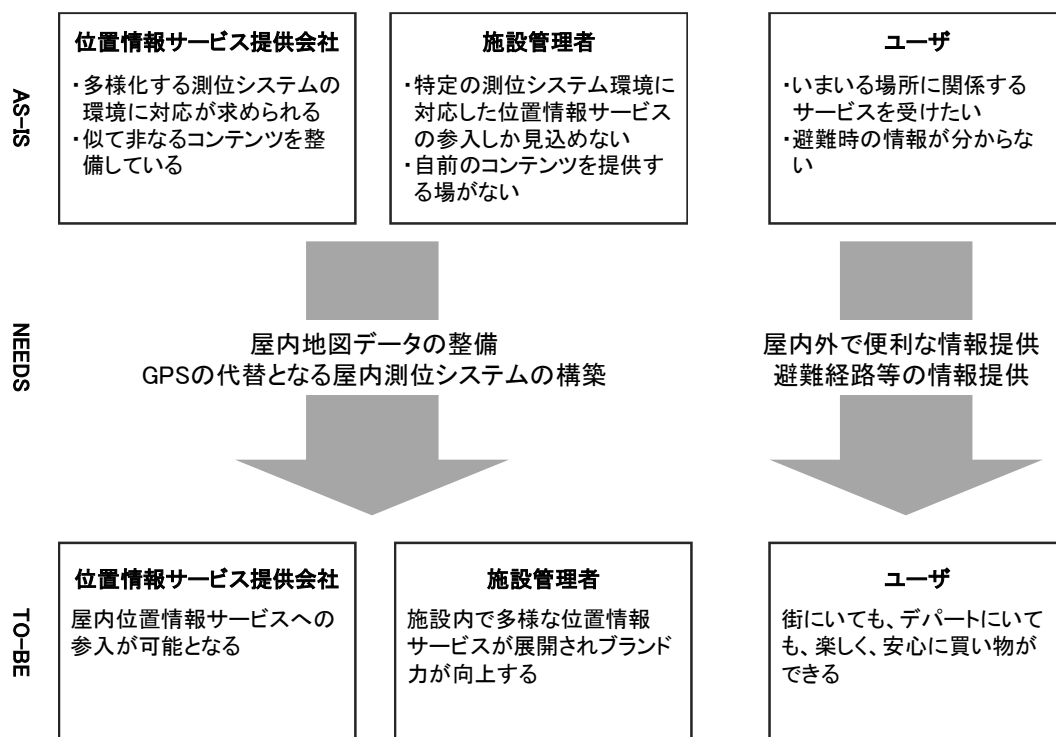 AS-IS
位置情報サービス提供会社
・多様化する測位システムの
環境に対応が求められる
・似て非なるコンテンツを整
備している
施設管理者
・特定の測位システム環境に
対応した位置情報サービス
の参入しか見込めない
・自前のコンテンツを提供す
る場がない
ユーザ
・いまいる場所に関係する
サービスを受けたい
・避難時の情報が分からな
い
NEEDS
屋内地図データの整備
GPSの代替となる屋内測位システムの構築
屋内外で便利な情報提供
避難経路等の情報提供
TO-BE
位置情報サービス提供会社
屋内位置情報サービスへの
参入が可能となる
施設管理者
施設内で多様な位置情報
サービスが展開されブランド
力が向上する
ユーザ
街にいても、デパートにいて
も、楽しく、安心に買い物が
できる